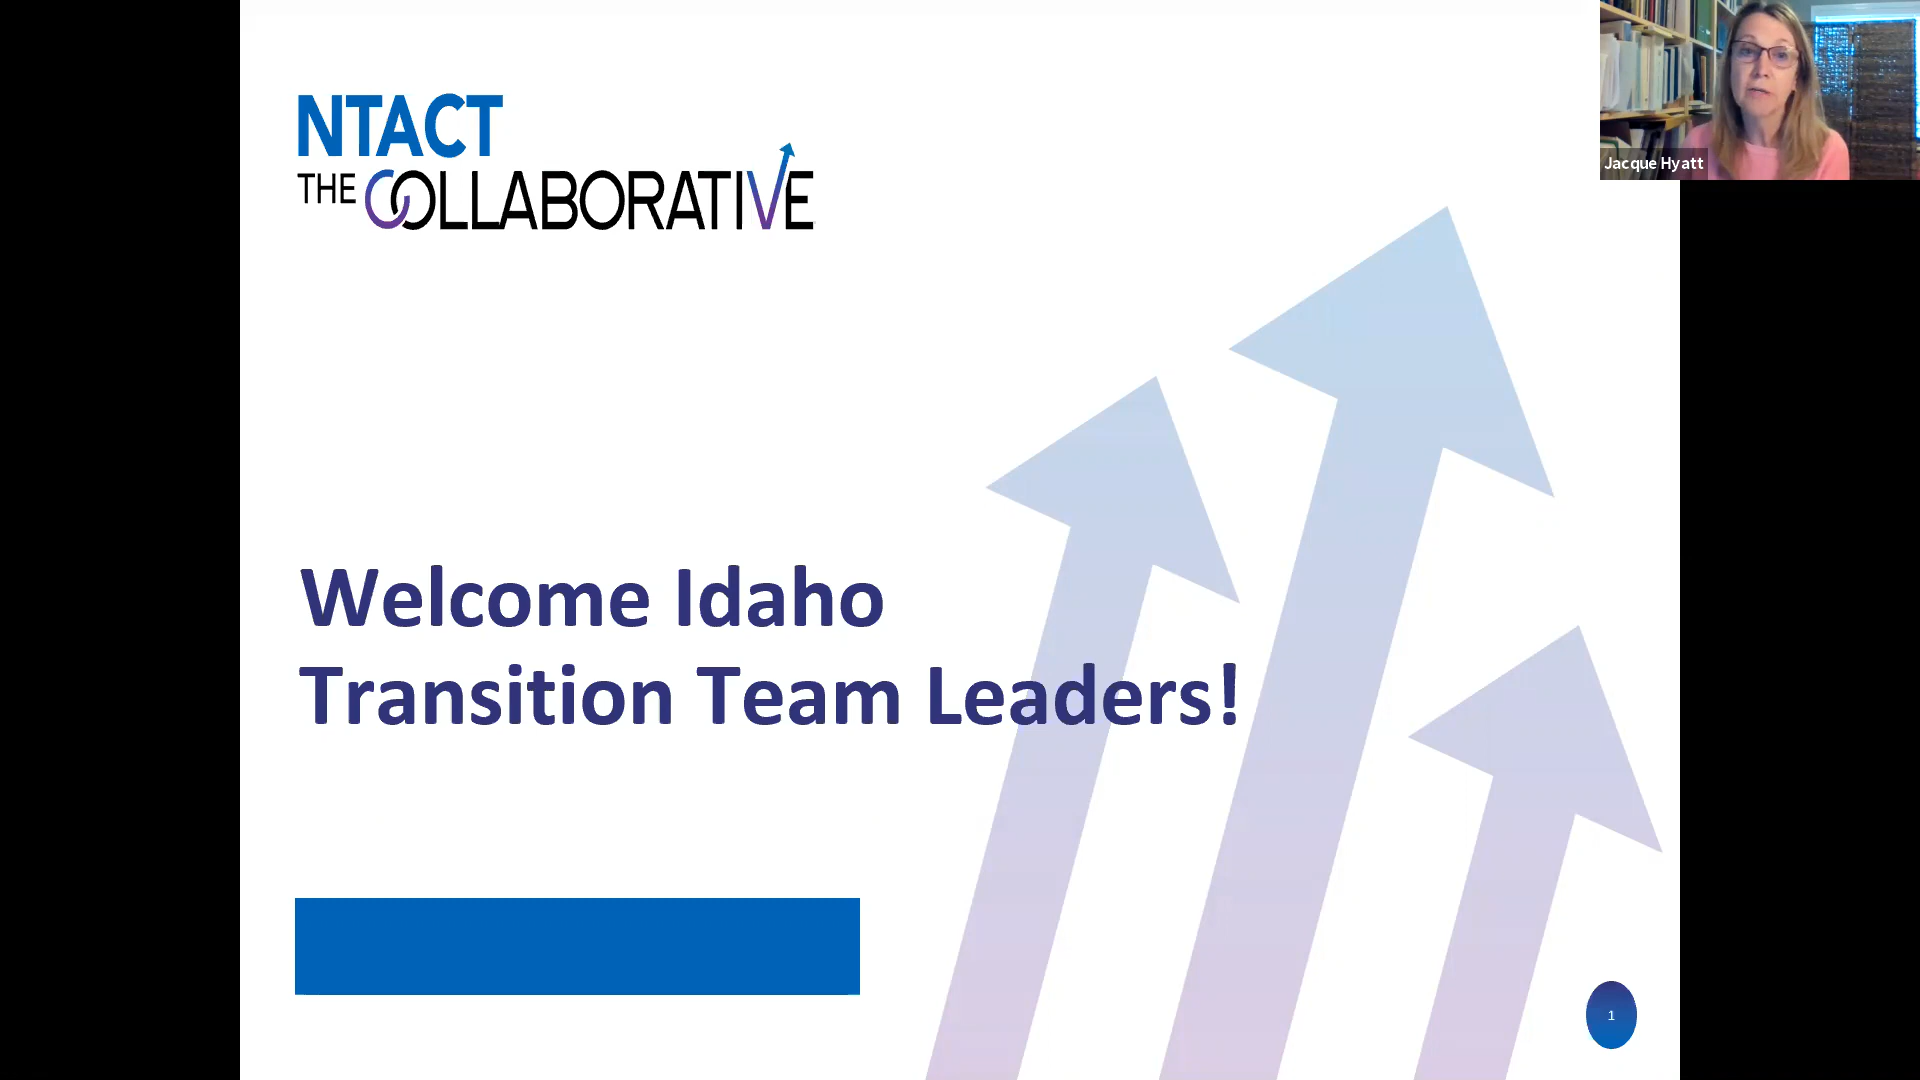 NTACT
THE COLLABORATIVE
Jacque Hyatt
Welcome Idaho
Transition Team Leaders!
1